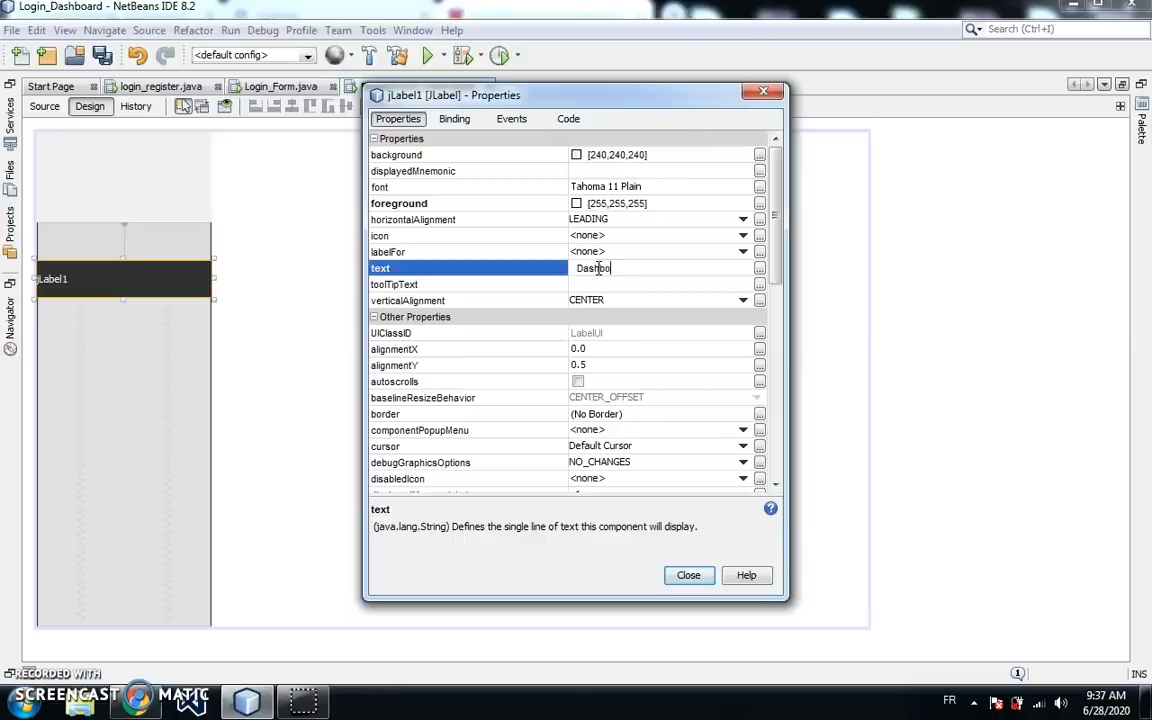 Login_Dashboard - NetBeans IDE 8.2
File Edit View Navigate Source Refactor Run Debug Profile Team Tools Window Help
Search (Ctrl+I)
<default config>
Start Page login_register.java Login_Form.java
Source Design History
Services
Files
Projects
Navigator
Palette
jLabel1
jLabel1 [JLabel] - Properties
Properties Binding Events Code
Properties
background [240,240,240]
displayedMnemonic
font Tahoma 11 Plain
foreground [255,255,255]
horizontalAlignment LEADING
icon <none>
labelFor <none>
text Dashboo
toolTipText
verticalAlignment CENTER
Other Properties
UIClassID LabelUI
alignmentX 0.0
alignmentY 0.5
autoscrolls
baselineResizeBehavior CENTER_OFFSET
border (No Border)
componentPopupMenu <none>
cursor Default Cursor
debugGraphicsOptions NO_CHANGES
disabledIcon <none>
text
(java.lang.String) Defines the single line of text this component will display.
Close Help
INS
RECORDED WITH
SCREENCAST MATIC
FR
9:37 AM
6/28/2020